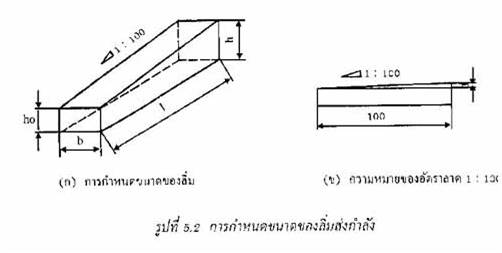 1 : 100
h
ho
b
l
(ก) การกำหนดขนาดของลิ่ม
1 : 100
100
(ข) ความหมายของอัตราลาด 1 : 100
รูปที่ 5.2 การกำหนดขนาดของลิ่มส่งกำลัง